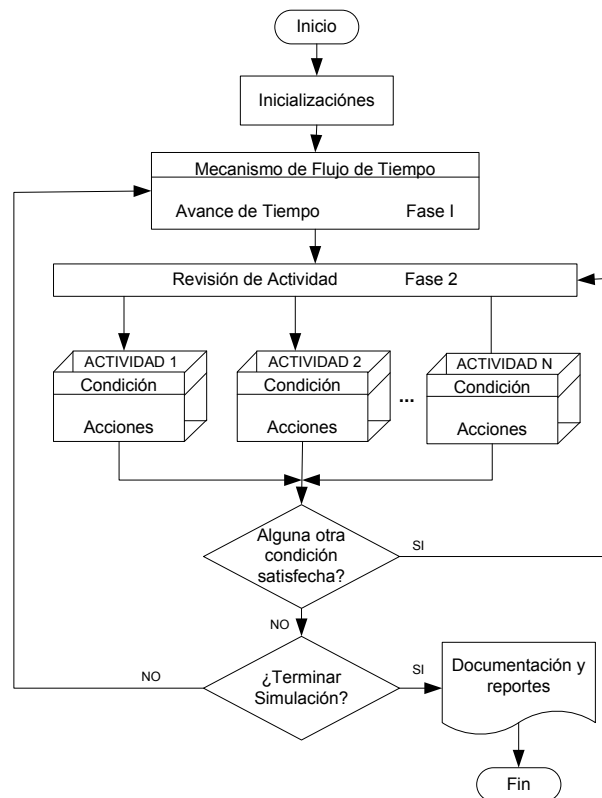 Inicio
Inicializaciónes
Mecanismo de Flujo de Tiempo
Avance de Tiempo Fase I
Revisión de Actividad Fase 2
ACTIVIDAD 1
Condición
Acciones
ACTIVIDAD 2
Condición
Acciones
...
ACTIVIDAD N
Condición
Acciones
Alguna otra
condición
satisfecha?
SI
NO
¿Terminar
Simulación?
NO
SI
Documentación y
reportes
Fin